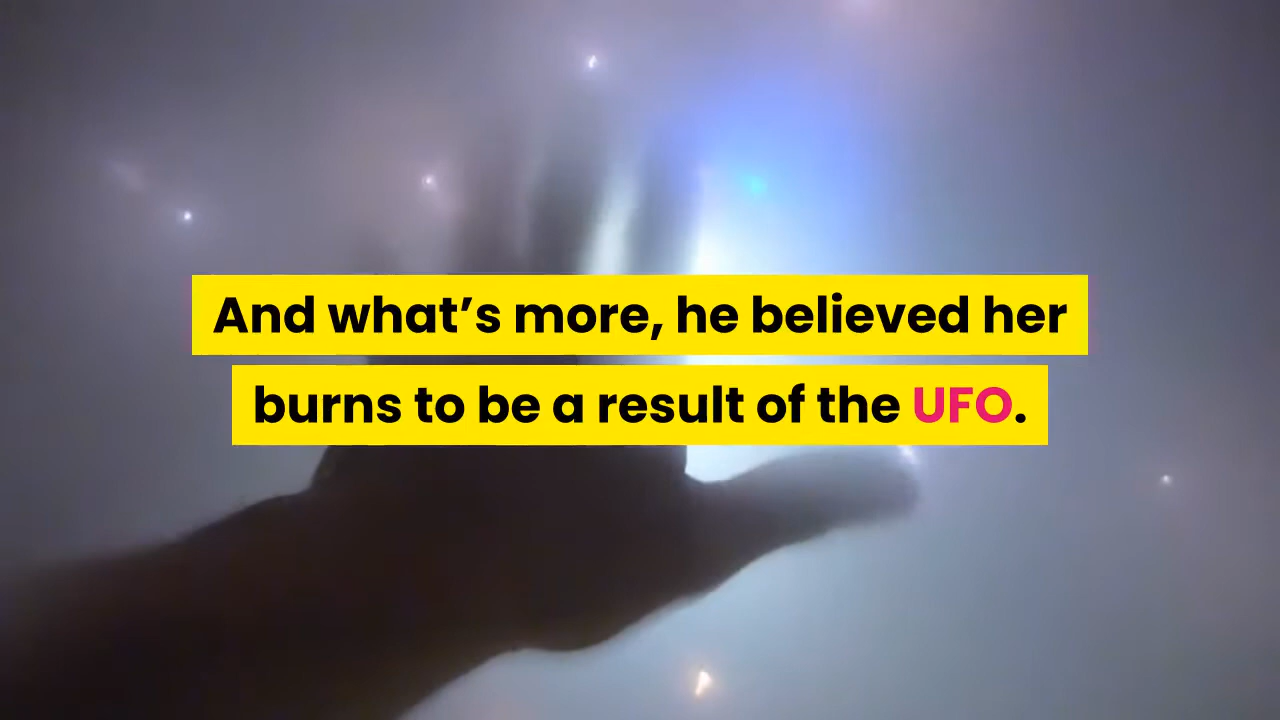 And what’s more, he believed her
burns to be a result of the UFO.